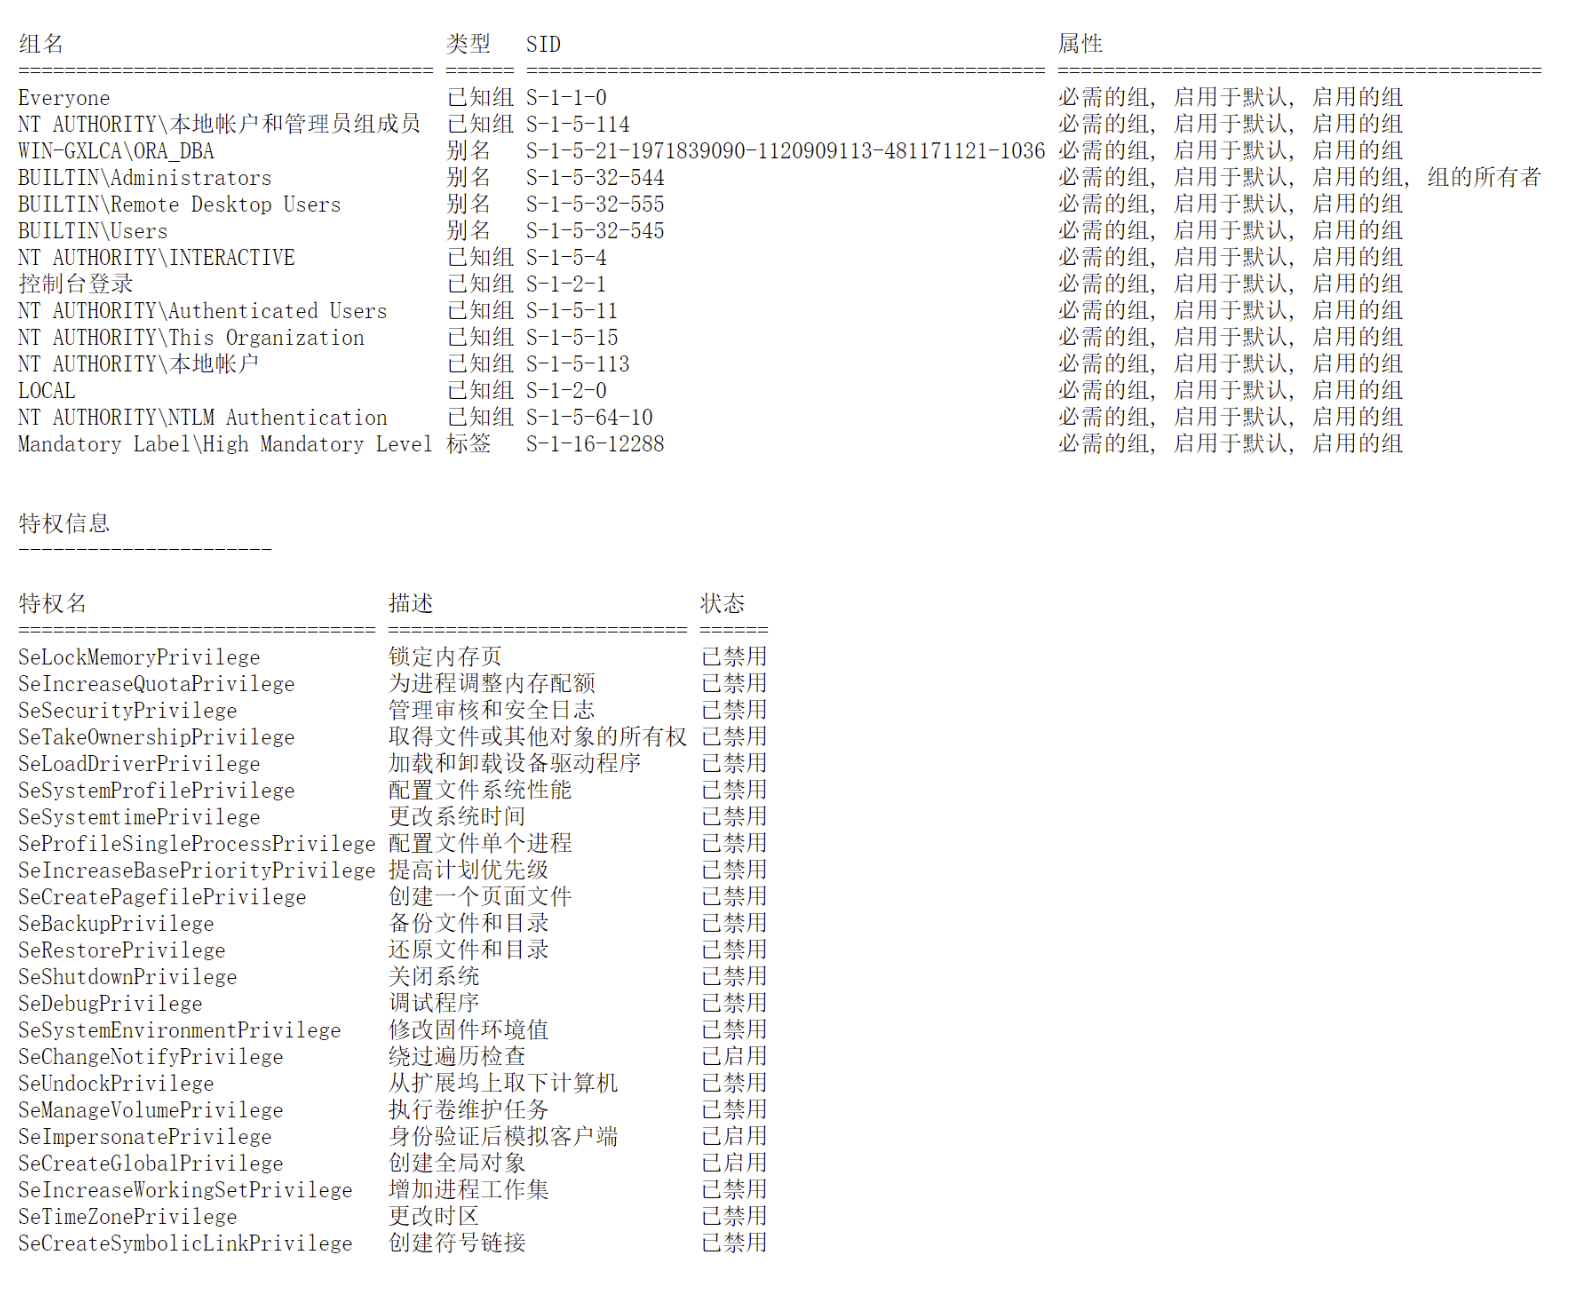 组名 类型 SID 属性
==================================== ====== ============================================= ==========================================
Everyone 已知组 S-1-1-0 必需的组, 启用于默认, 启用的组
NT AUTHORITY\本地帐户和管理员组成员 已知组 S-1-5-114 必需的组, 启用于默认, 启用的组
WIN-GXLCA\ORA_DBA 别名 S-1-5-21-1971839090-1120909113-481171121-1036 必需的组, 启用于默认, 启用的组
BUILTIN\Administrators 别名 S-1-5-32-544 必需的组, 启用于默认, 启用的组, 组的所有者
BUILTIN\Remote Desktop Users 别名 S-1-5-32-555 必需的组, 启用于默认, 启用的组
BUILTIN\Users 别名 S-1-5-32-545 必需的组, 启用于默认, 启用的组
NT AUTHORITY\INTERACTIVE 已知组 S-1-5-4 必需的组, 启用于默认, 启用的组
控制台登录 已知组 S-1-2-1 必需的组, 启用于默认, 启用的组
NT AUTHORITY\Authenticated Users 已知组 S-1-5-11 必需的组, 启用于默认, 启用的组
NT AUTHORITY\This Organization 已知组 S-1-5-15 必需的组, 启用于默认, 启用的组
NT AUTHORITY\本地帐户 已知组 S-1-5-113 必需的组, 启用于默认, 启用的组
LOCAL 已知组 S-1-2-0 必需的组, 启用于默认, 启用的组
NT AUTHORITY\NTLM Authentication 已知组 S-1-5-64-10 必需的组, 启用于默认, 启用的组
Mandatory Label\High Mandatory Level 标签 S-1-16-12288 必需的组, 启用于默认, 启用的组
特权信息
----------------------
特权名 描述 状态
=============================== ========================== ======
SeLockMemoryPrivilege 锁定内存页 已禁用
SeIncreaseQuotaPrivilege 为进程调整内存配额 已禁用
SeSecurityPrivilege 管理审核和安全日志 已禁用
SeTakeOwnershipPrivilege 取得文件或其他对象的所有权 已禁用
SeLoadDriverPrivilege 加载和卸载设备驱动程序 已禁用
SeSystemProfilePrivilege 配置文件系统性能 已禁用
SeSystemtimePrivilege 更改系统时间 已禁用
SeProfileSingleProcessPrivilege 配置文件单个进程 已禁用
SeIncreaseBasePriorityPrivilege 提高计划优先级 已禁用
SeCreatePagefilePrivilege 创建一个页面文件 已禁用
SeBackupPrivilege 备份文件和目录 已禁用
SeRestorePrivilege 还原文件和目录 已禁用
SeShutdownPrivilege 关闭系统 已禁用
SeDebugPrivilege 调试程序 已禁用
SeSystemEnvironmentPrivilege 修改固件环境值 已禁用
SeChangeNotifyPrivilege 绕过遍历检查 已启用
SeUndockPrivilege 从扩展坞上取下计算机 已禁用
SeManageVolumePrivilege 执行卷维护任务 已禁用
SeImpersonatePrivilege 身份验证后模拟客户端 已启用
SeCreateGlobalPrivilege 创建全局对象 已启用
SeIncreaseWorkingSetPrivilege 增加进程工作集 已禁用
SeTimeZonePrivilege 更改时区 已禁用
SeCreateSymbolicLinkPrivilege 创建符号链接 已禁用